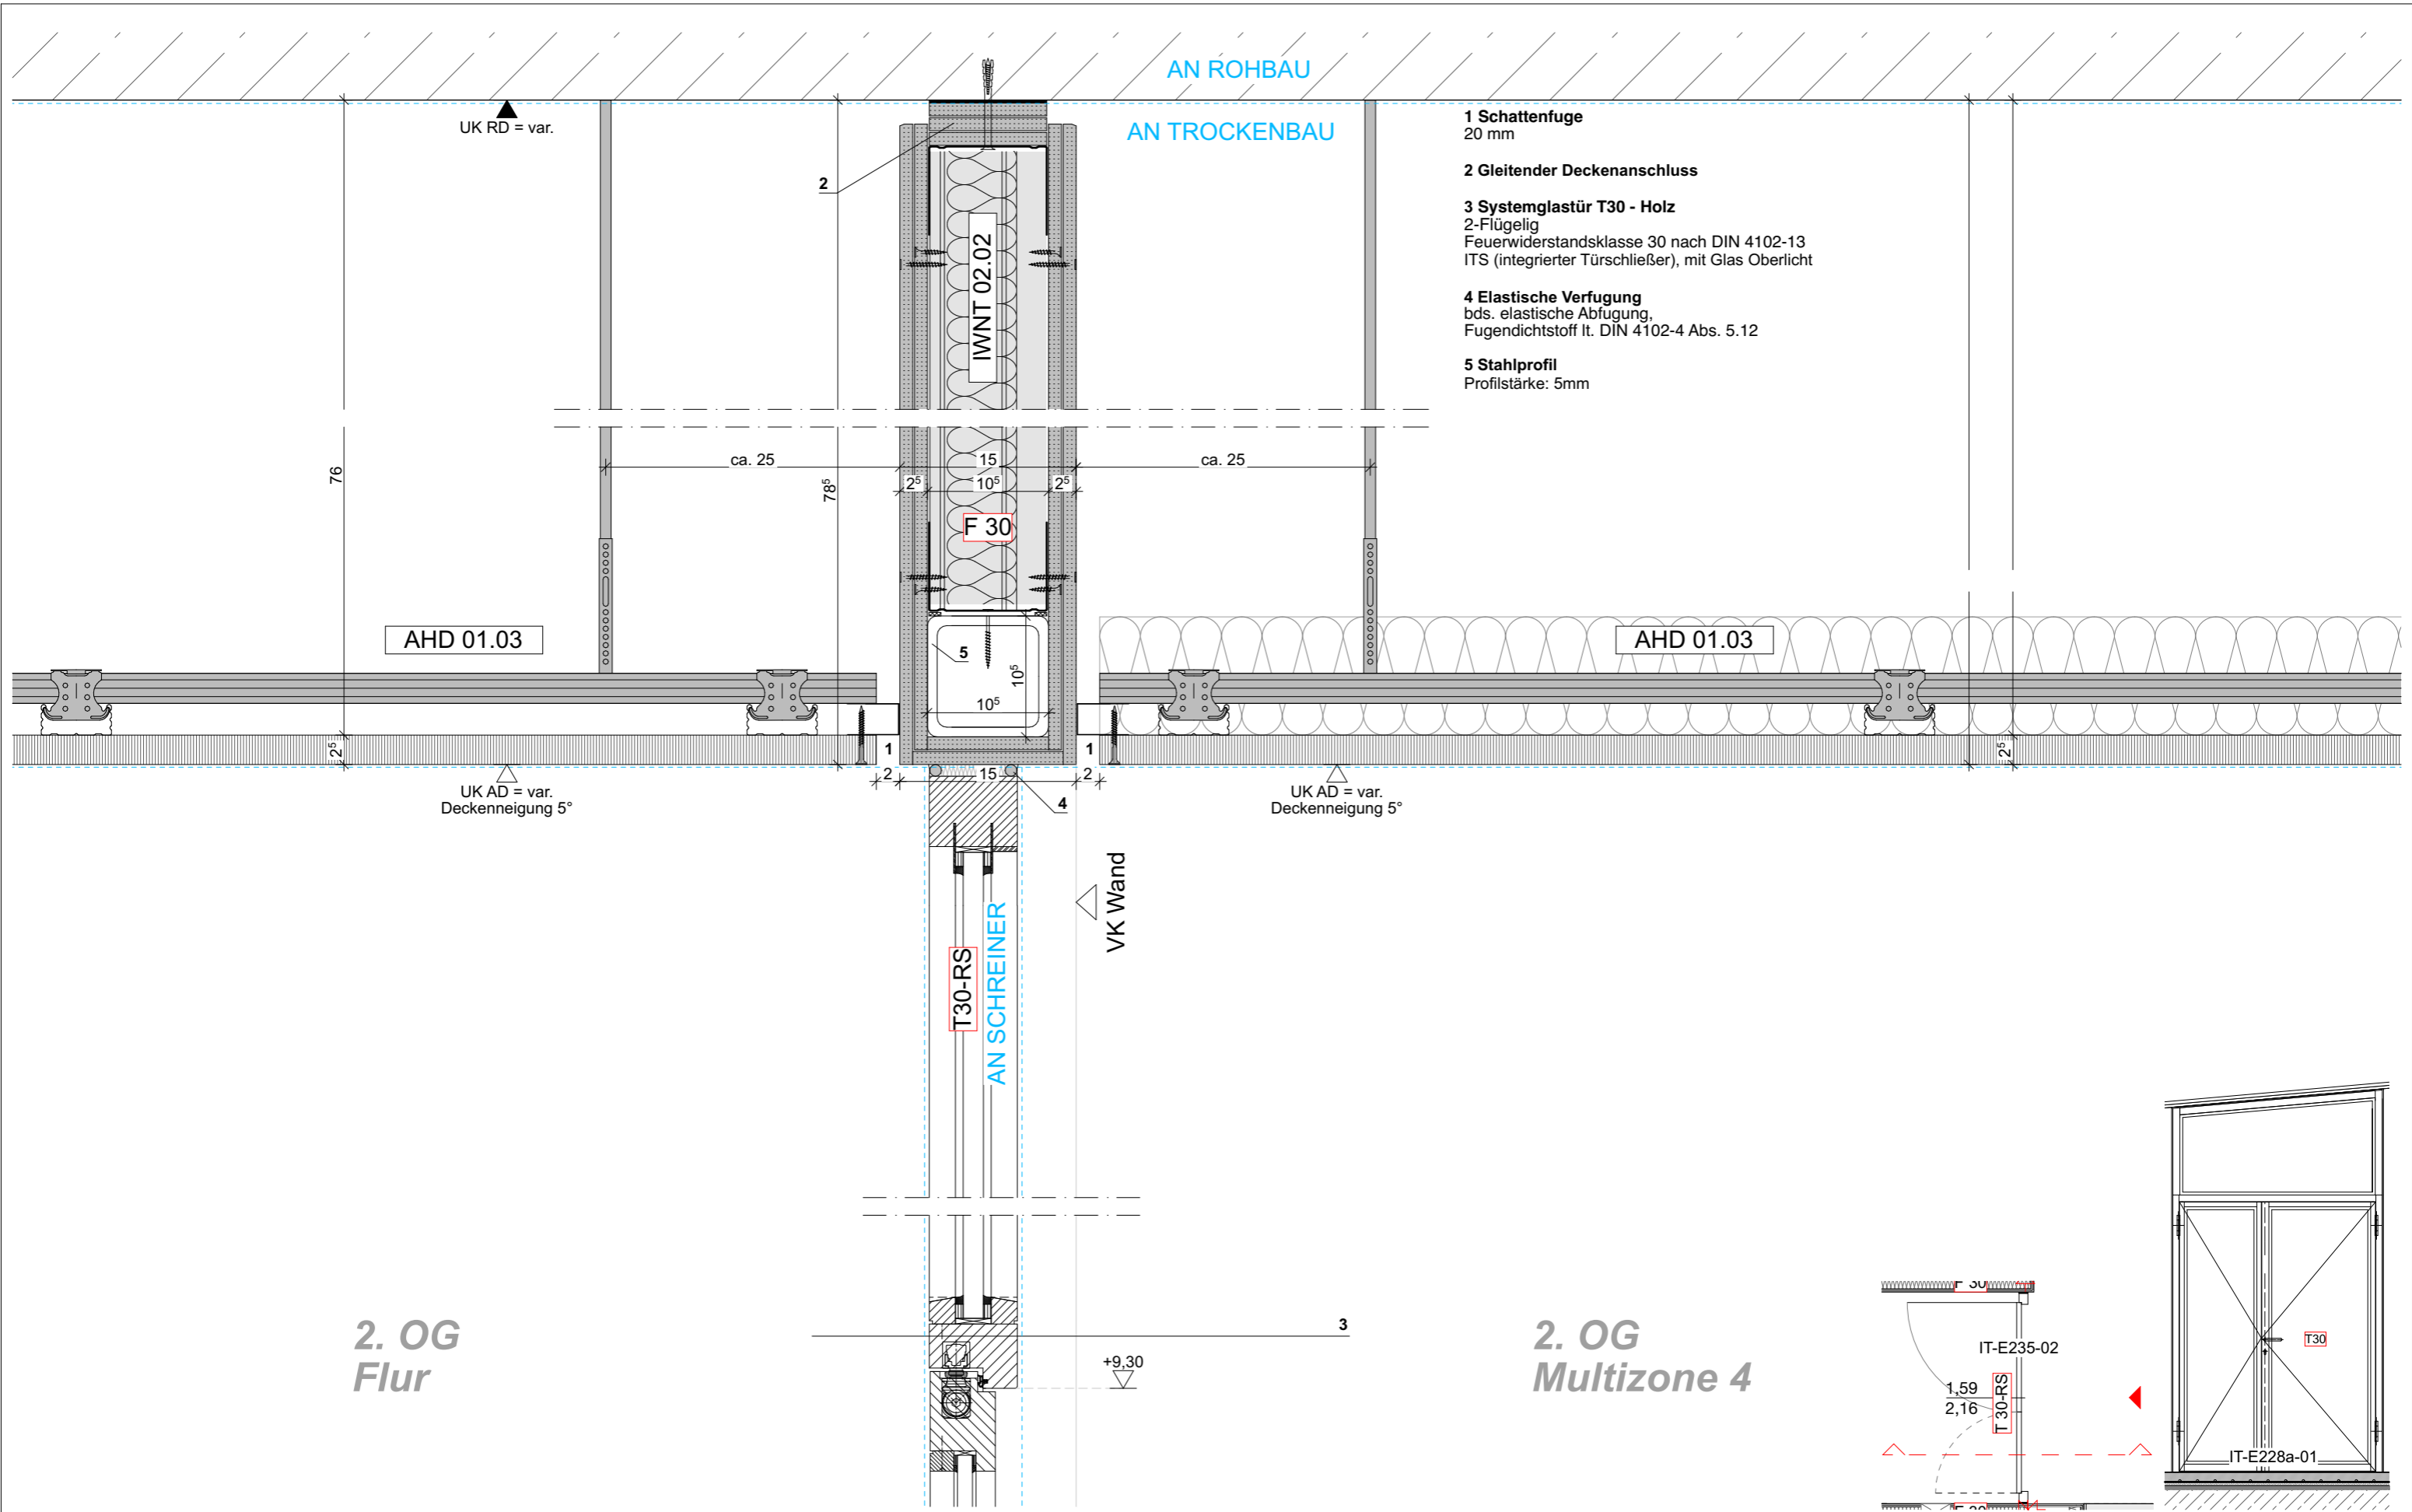 AN ROHBAU
UK RD = var.
AN TROCKENBAU
1 Schattenfuge
20 mm
2 Gleitender Deckenanschluss
3 Systemglastür T30 - Holz
2-Flügelig
Feuerwiderstandsklasse 30 nach DIN 4102-13
ITS (integrierter Türschließer), mit Glas Oberlicht
4 Elastische Verfugung
bds. elastische Abfugung,
Fugendichtstoff lt. DIN 4102-4 Abs. 5.12
5 Stahlprofil
Profilstärke: 5mm
2
IWNT 02.02
76
78⁵
ca. 25
15
ca. 25
2⁵
10⁵
2⁵
F 30
AHD 01.03
AHD 01.03
5
10⁵
10⁵
2⁵
1
1
2⁵
2
15
2
4
UK AD = var.
Deckenneigung 5°
UK AD = var.
Deckenneigung 5°
VK Wand
T30-RS
AN SCHREINER
3
+9,30
2. OG
Flur
2. OG
Multizone 4
F 30
IT-E235-02
1,59
2,16
T 30-RS
F 30
T30
IT-E228a-01